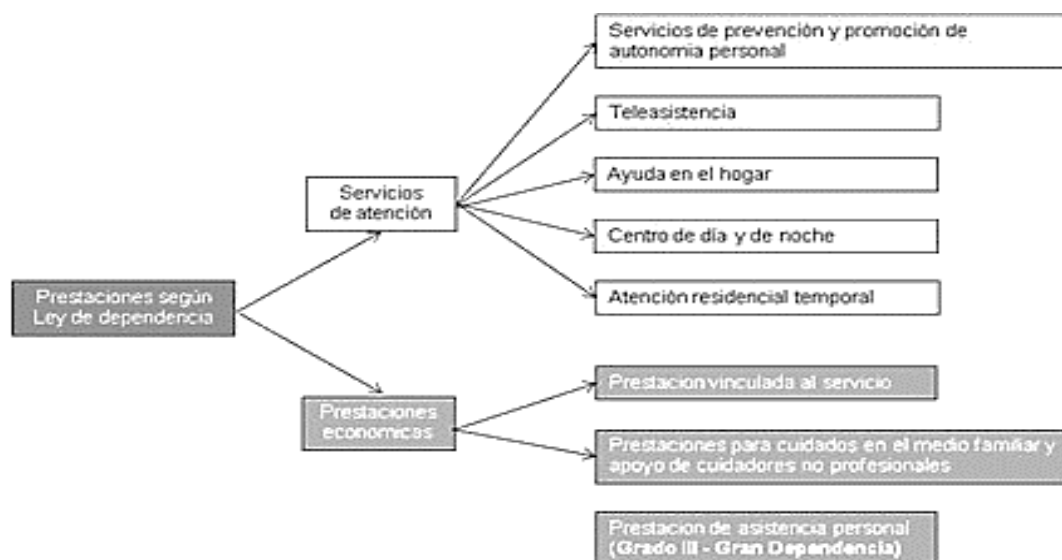 Servicios de prevención y promoción de
autonomia personal
Teleasistencia
Ayuda en el hogar
Servicios
de atención
Centro de día y de noche
Atención residencial temporal
Prestaciones según
Ley de dependencia
Prestacion vinculada al servicio
Prestaciones
economicas
Prestaciones para cuidados en el medio familiar y
apoyo de cuidadores no profesionales
Prestacion de asistencia personal
(Grado III - Gran Dependencia)